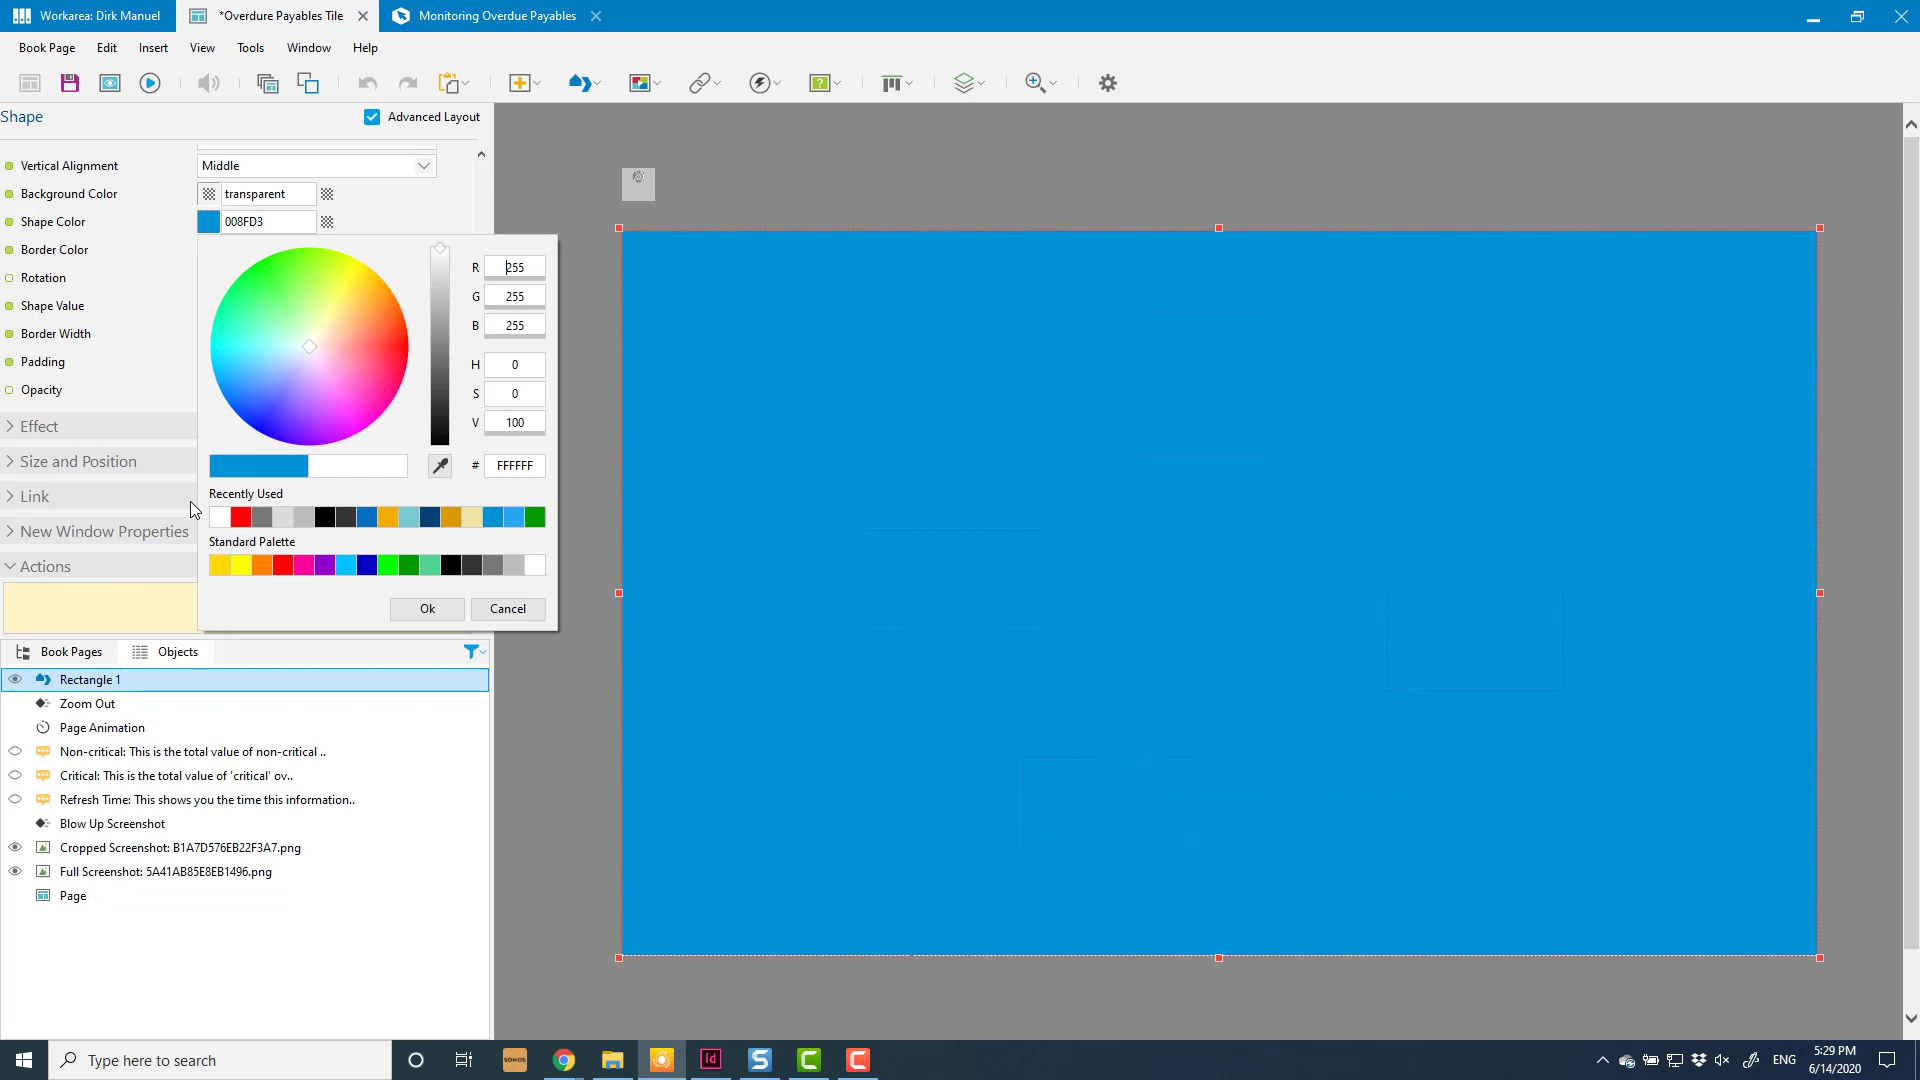 Workarea: Dirk Manuel
*Overdure Payables Tile
Monitoring Overdue Payables
Book Page Edit Insert View Tools Window Help
Shape
Advanced Layout
Vertical Alignment
Middle
Background Color
transparent
Shape Color
008FD3
Border Color
Rotation
Shape Value
Border Width
Padding
Opacity
Effect
Size and Position
Link
New Window Properties
Actions
R 255
G 255
B 255
H 0
S 0
V 100
# FFFFFF
Recently Used
Standard Palette
Ok
Cancel
Book Pages
Objects
Rectangle 1
Zoom Out
Page Animation
Non-critical: This is the total value of non-critical ..
Critical: This is the total value of 'critical' ov..
Refresh Time: This shows you the time this information..
Blow Up Screenshot
Cropped Screenshot: B1A7D576EB22F3A7.png
Full Screenshot: 5A41AB85E8EB1496.png
Page
Type here to search
SONOS
Id
S
C
C
ENG
5:29 PM
6/14/2020